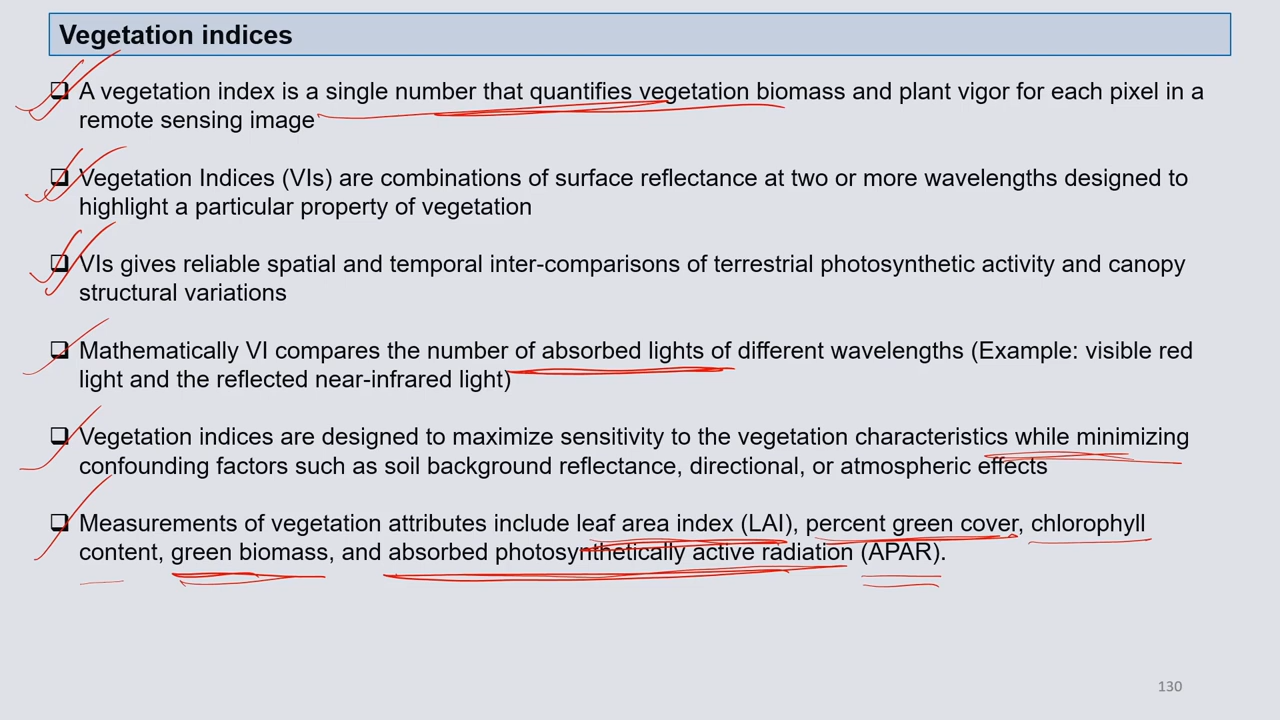 Vegetation indices
❑ A vegetation index is a single number that quantifies vegetation biomass and plant vigor for each pixel in a
remote sensing image
❑ Vegetation Indices (VIs) are combinations of surface reflectance at two or more wavelengths designed to
highlight a particular property of vegetation
❑ VIs gives reliable spatial and temporal inter-comparisons of terrestrial photosynthetic activity and canopy
structural variations
❑ Mathematically VI compares the number of absorbed lights of different wavelengths (Example: visible red
light and the reflected near-infrared light)
❑ Vegetation indices are designed to maximize sensitivity to the vegetation characteristics while minimizing
confounding factors such as soil background reflectance, directional, or atmospheric effects
❑ Measurements of vegetation attributes include leaf area index (LAI), percent green cover, chlorophyll
content, green biomass, and absorbed photosynthetically active radiation (APAR).
130